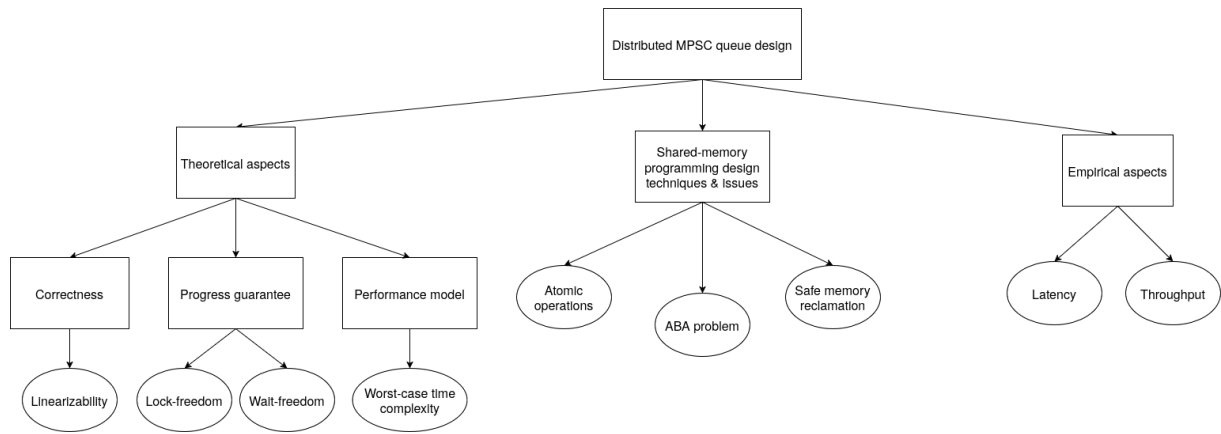 Distributed MPSC queue design
Theoretical aspects
Shared-memory
programming design
techniques & issues
Empirical aspects
Correctness
Progress guarantee
Performance model
Atomic
operations
ABA problem
Safe memory
reclamation
Latency
Throughput
Linearizability
Lock-freedom
Wait-freedom
Worst-case time
complexity